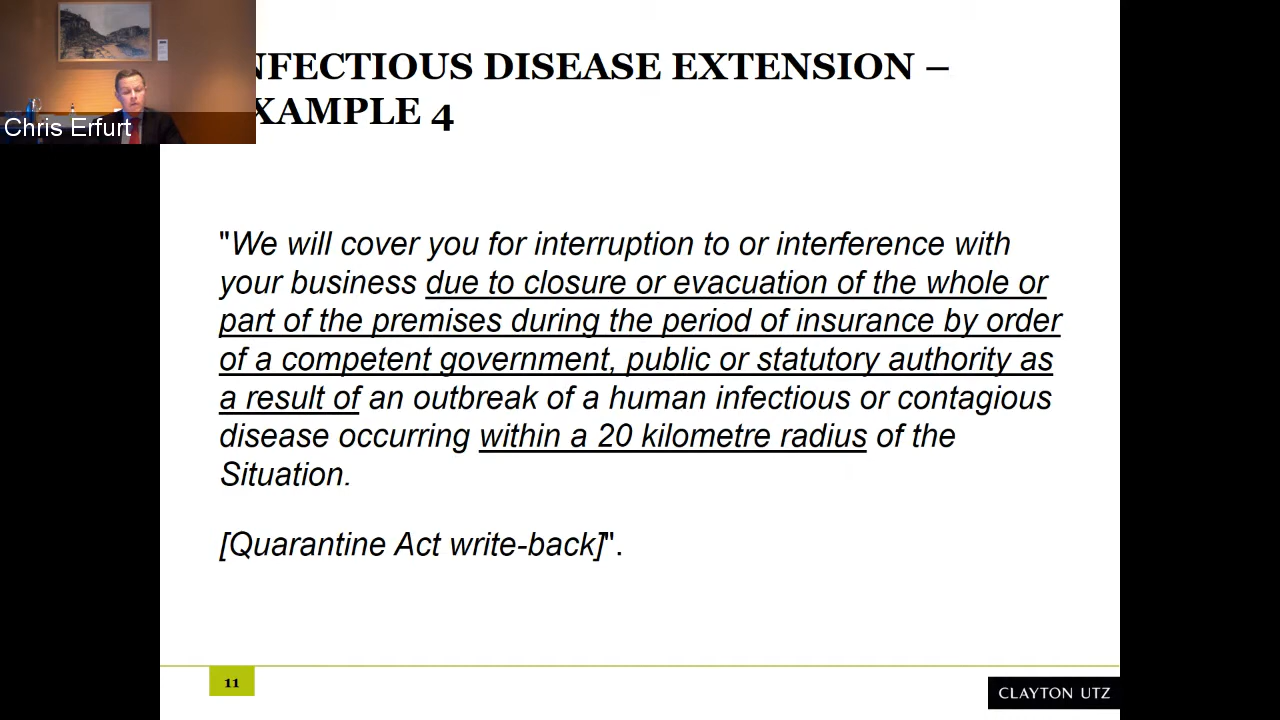 NFECTIOUS DISEASE EXTENSION –
XAMPLE 4
Chris Erfurt
"We will cover you for interruption to or interference with
your business due to closure or evacuation of the whole or
part of the premises during the period of insurance by order
of a competent government, public or statutory authority as
a result of an outbreak of a human infectious or contagious
disease occurring within a 20 kilometre radius of the
Situation.
[Quarantine Act write-back]".
11
CLAYTON UTZ